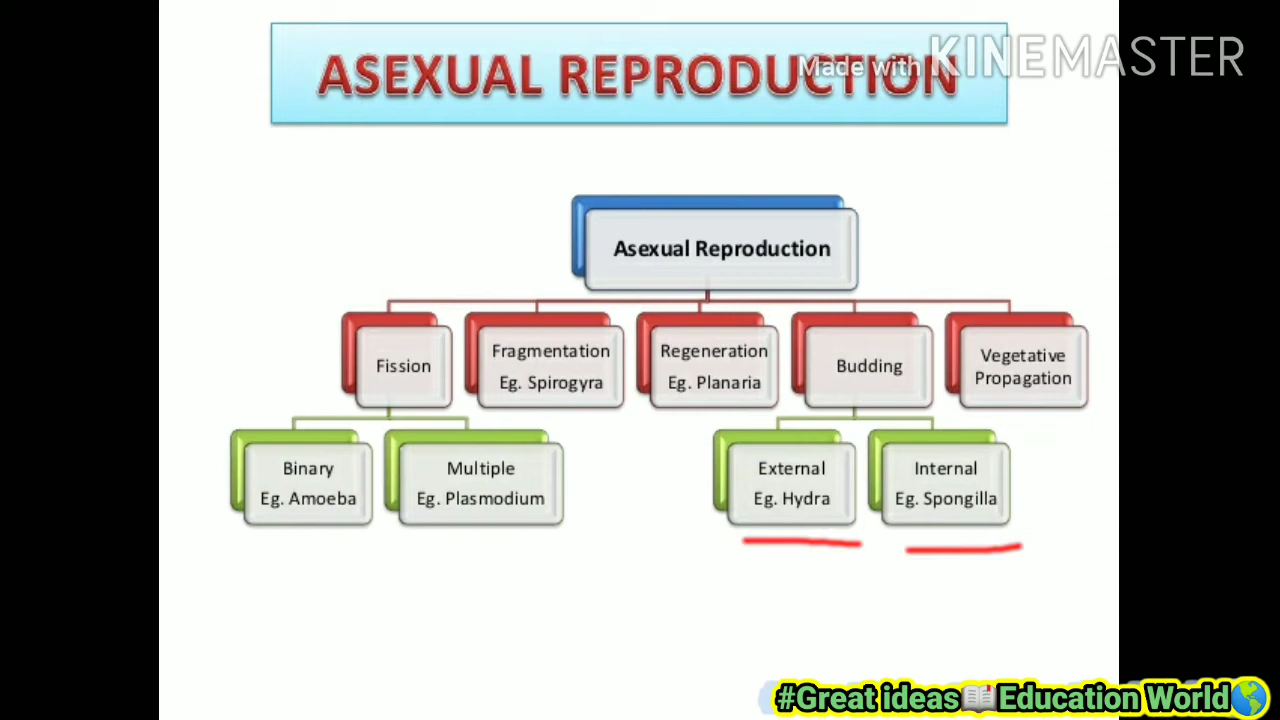 ASEXUAL REPRODUCTION
Made with KINEMASTER
Asexual Reproduction
Fission
Fragmentation
Eg. Spirogyra
Regeneration
Eg. Planaria
Budding
Vegetative
Propagation
Binary
Eg. Amoeba
Multiple
Eg. Plasmodium
External
Eg. Hydra
Internal
Eg. Spongilla
#Great ideas📖Education World🌎